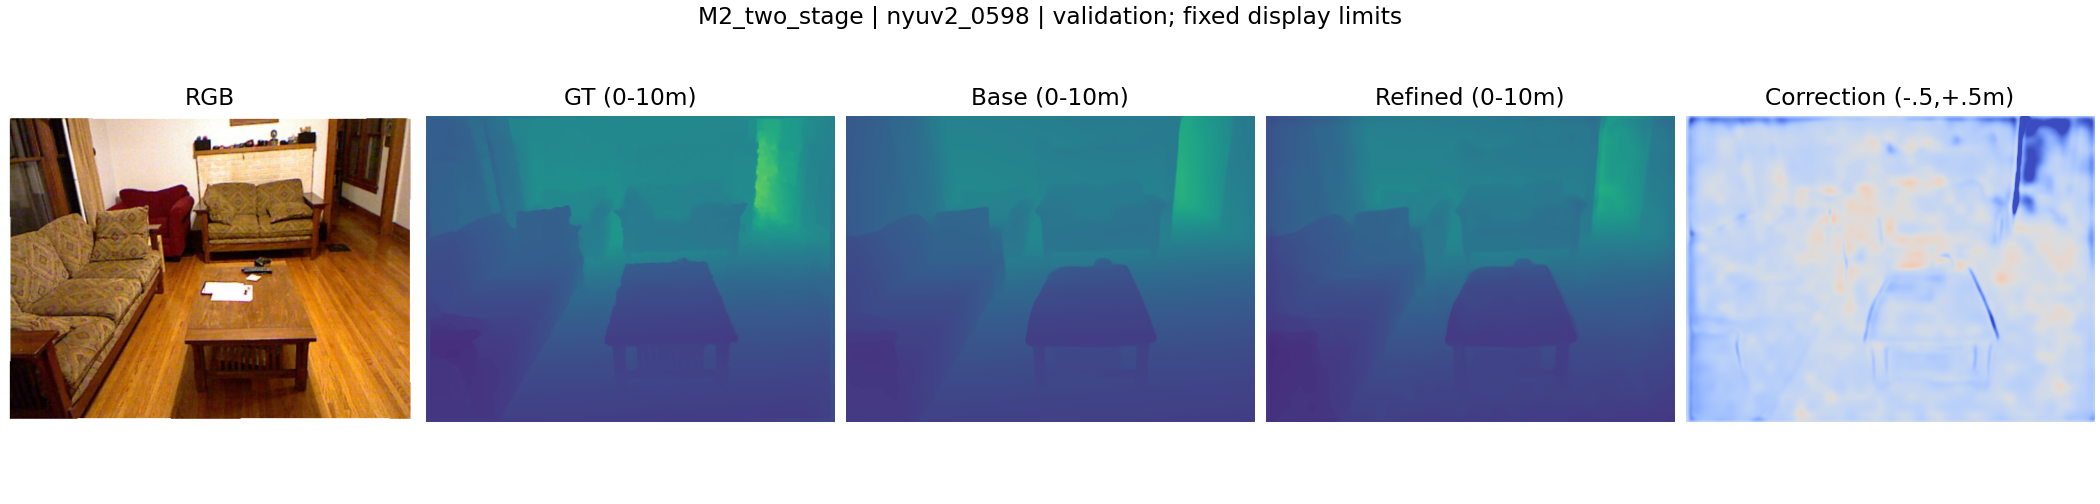 M2_two_stage | nyuv2_0598 | validation; fixed display limits
RGB
GT (0-10m)
Base (0-10m)
Refined (0-10m)
Correction (-.5,+.5m)